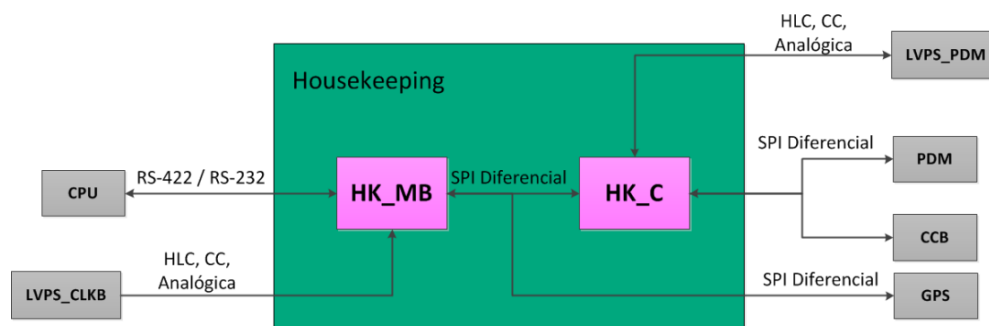 HLC, CC,
Analógica
LVPS_PDM
Housekeeping
SPI Diferencial
PDM
RS-422 / RS-232
SPI Diferencial
CPU
HK_MB
HK_C
CCB
HLC, CC,
Analógica
SPI Diferencial
LVPS_CLKB
GPS